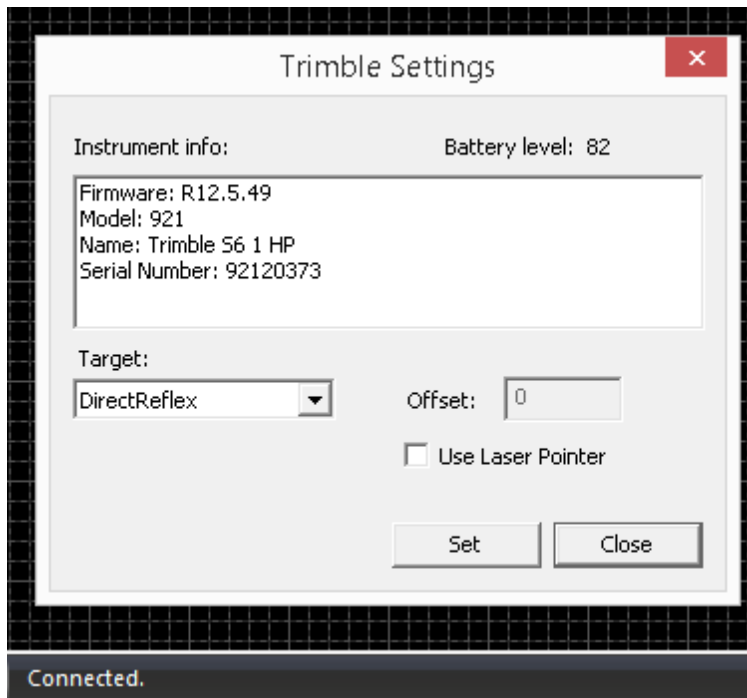 Trimble Settings
Instrument info:
Battery level: 82
Firmware: R12.5.49
Model: 921
Name: Trimble S6 1 HP
Serial Number: 92120373
Target:
DirectReflex
Offset: 0
Use Laser Pointer
Set
Close
Connected.